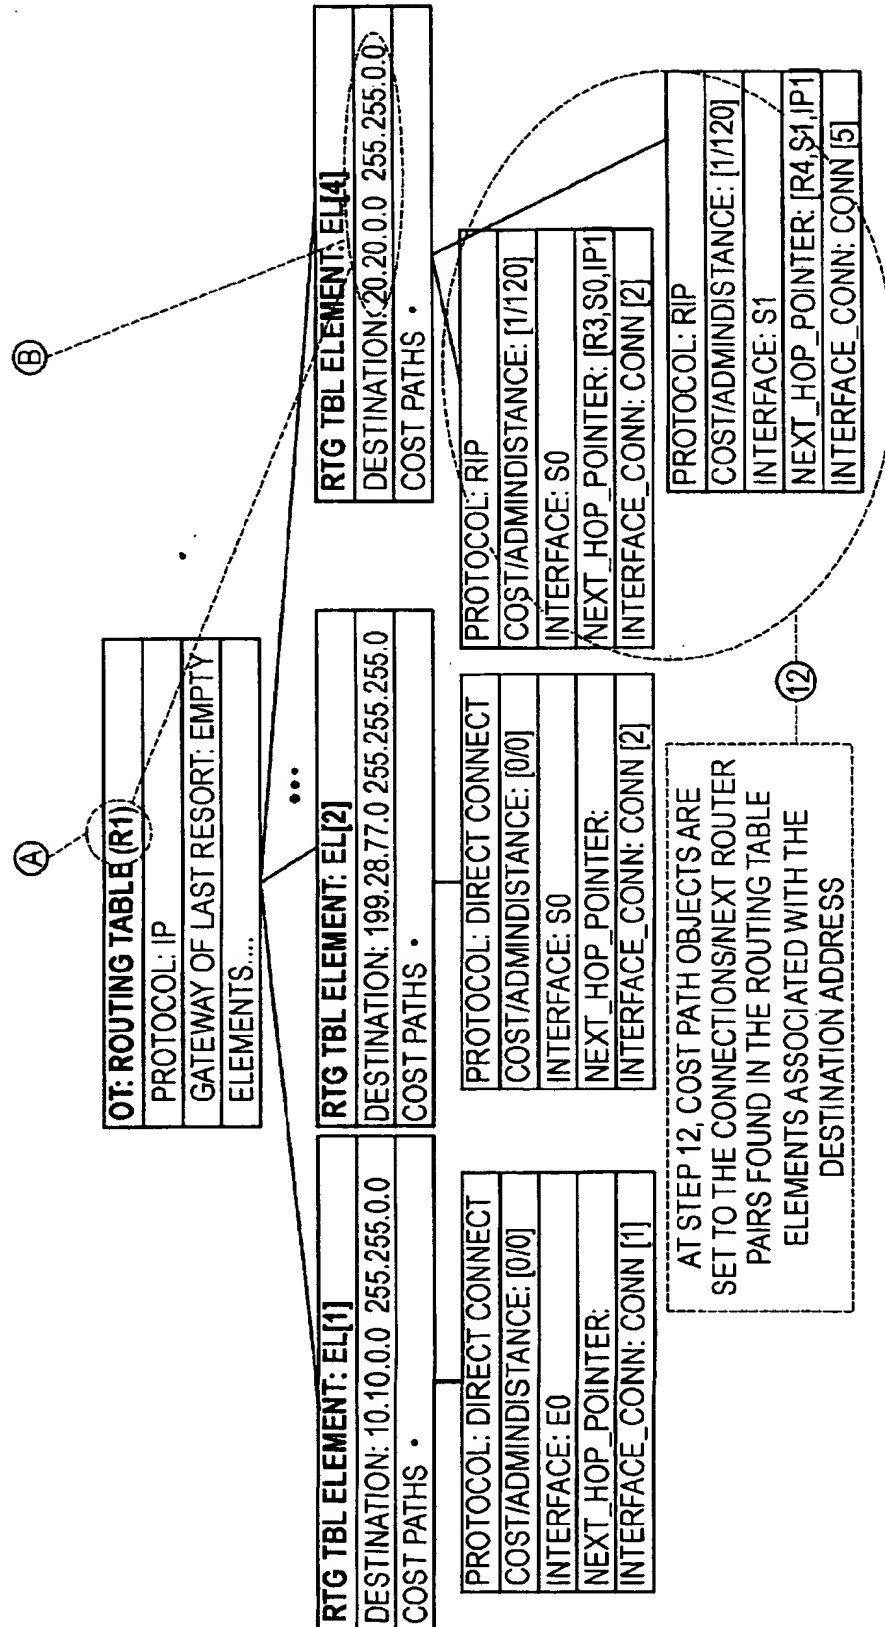 A
B
OT: ROUTING TABLE (R1)
PROTOCOL: IP
GATEWAY OF LAST RESORT: EMPTY
ELEMENTS....
RTG TBL ELEMENT: EL[1]
DESTINATION: 10.10.0.0 255.255.0.0
COST PATHS •
PROTOCOL: DIRECT CONNECT
COST/ADMINDISTANCE: [0/0]
INTERFACE: E0
NEXT_HOP_POINTER:
INTERFACE_CONN: CONN [1]
RTG TBL ELEMENT: EL[2]
DESTINATION: 199.28.77.0 255.255.255.0
COST PATHS •
PROTOCOL: DIRECT CONNECT
COST/ADMINDISTANCE: [0/0]
INTERFACE: S0
NEXT_HOP_POINTER:
INTERFACE_CONN: CONN [2]
•••
RTG TBL ELEMENT: EL[4]
DESTINATION: 20.20.0.0 255.255.0.0
COST PATHS •
PROTOCOL: RIP
COST/ADMINDISTANCE: [1/120]
INTERFACE: S0
NEXT_HOP_POINTER: [R3,S0,IP1
INTERFACE_CONN: CONN [2]
PROTOCOL: RIP
COST/ADMINDISTANCE: [1/120]
INTERFACE: S1
NEXT_HOP_POINTER: [R4,S1,IP1
INTERFACE_CONN: CONN [5]
AT STEP 12, COST PATH OBJECTS ARE
SET TO THE CONNECTIONS/NEXT ROUTER
PAIRS FOUND IN THE ROUTING TABLE
ELEMENTS ASSOCIATED WITH THE
DESTINATION ADDRESS
12